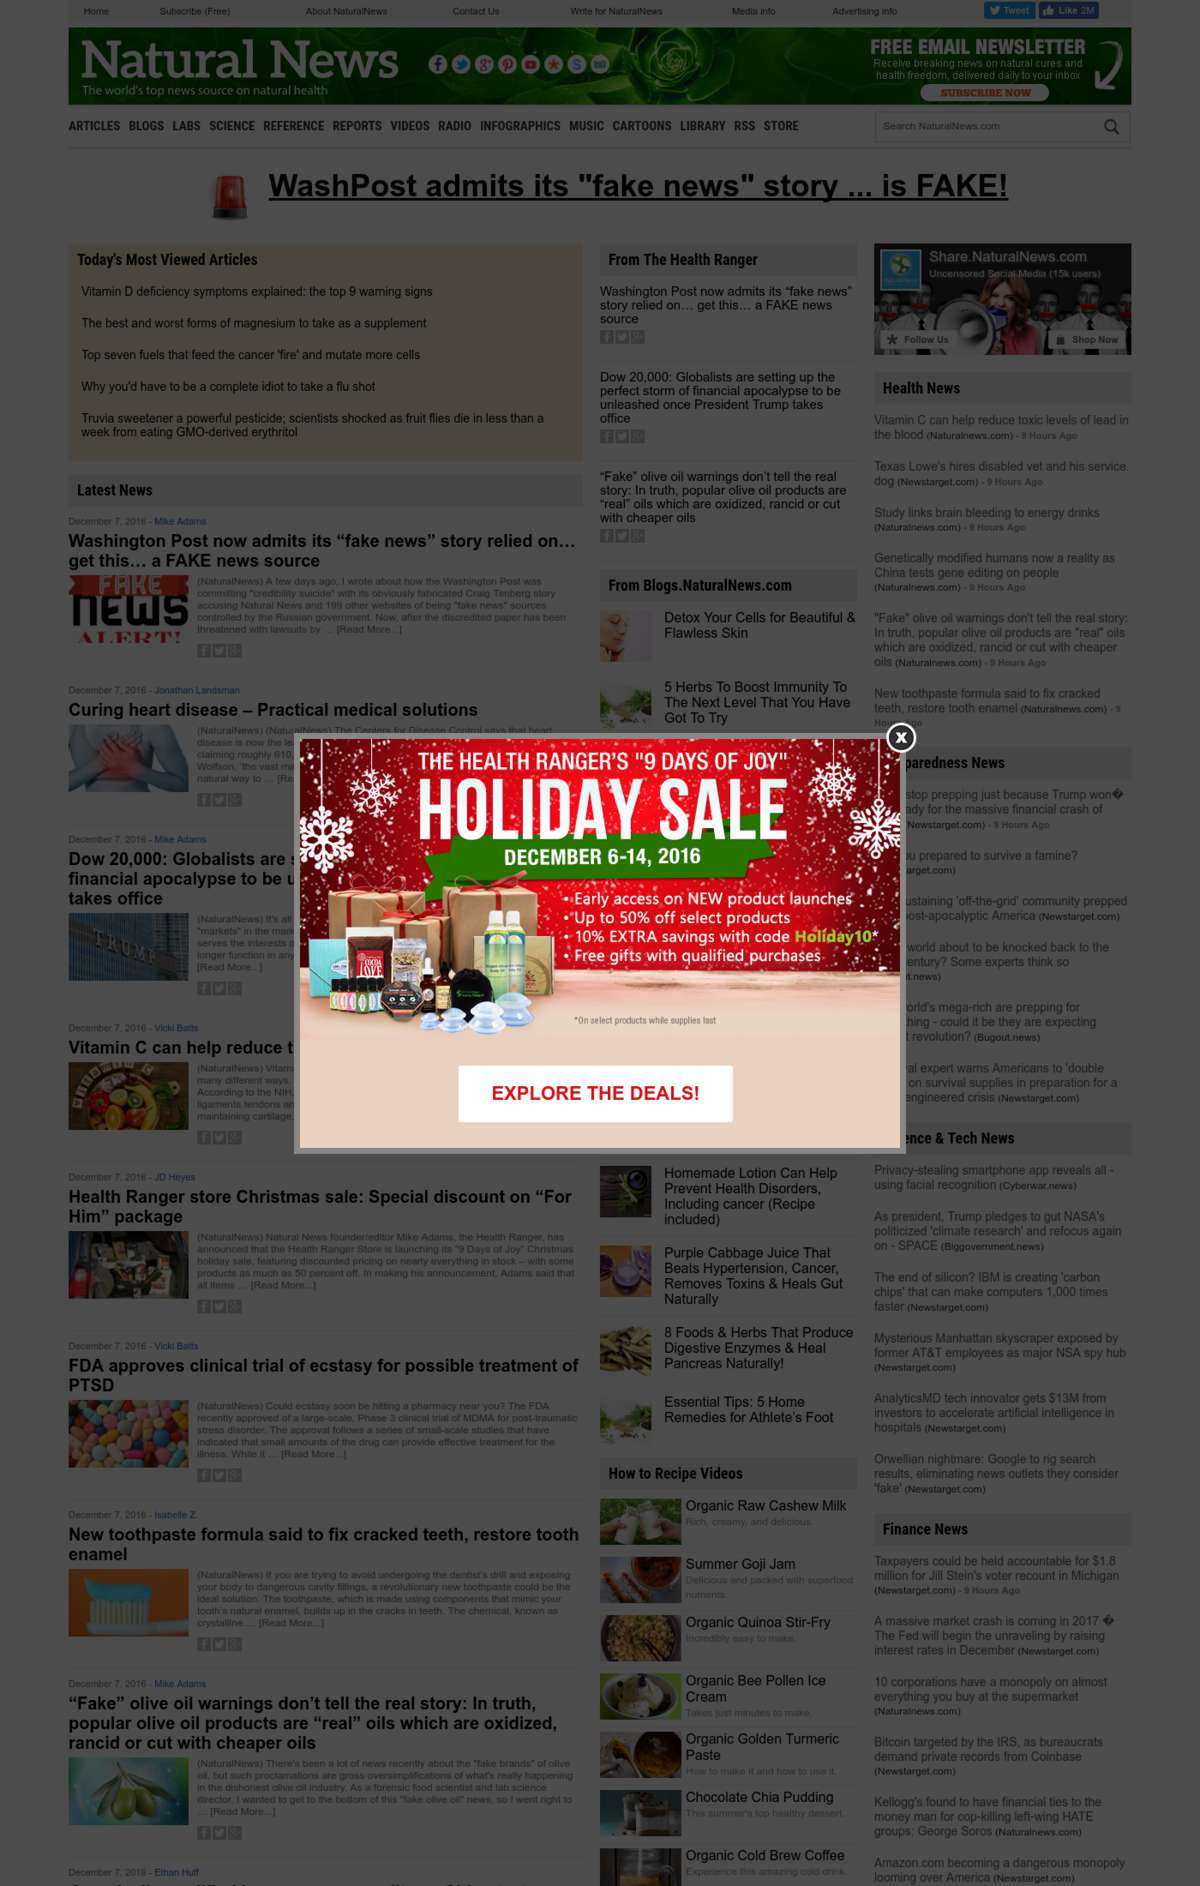 Home Subscribe (Free) About NaturalNews Contact Us Write for NaturalNews Media info Advertising info Tweet Like 2M
Natural News
The world's top news source on natural health
FREE EMAIL NEWSLETTER
Receive breaking news on natural cures and
health freedom, delivered daily to your inbox
SUBSCRIBE NOW
ARTICLES BLOGS LABS SCIENCE REFERENCE REPORTS VIDEOS RADIO INFOGRAPHICS MUSIC CARTOONS LIBRARY RSS STORE
Search NaturalNews.com
WashPost admits its "fake news" story ... is FAKE!
Today's Most Viewed Articles
Vitamin D deficiency symptoms explained: the top 9 warning signs
The best and worst forms of magnesium to take as a supplement
Top seven fuels that feed the cancer 'fire' and mutate more cells
Why you'd have to be a complete idiot to take a flu shot
Truvia sweetener a powerful pesticide; scientists shocked as fruit flies die in less than a
week from eating GMO-derived erythritol
Latest News
December 7, 2016 - Mike Adams
Washington Post now admits its “fake news” story relied on…
get this… a FAKE news source
FAKE
NEWS
ALERT!
(NaturalNews) A few days ago, I wrote about how the Washington Post was
committing "credibility suicide" with its obviously fabricated Craig Timberg story
accusing Natural News and 199 other websites of being "fake news" sources
controlled by the Russian government. Now, after the discredited paper has been
threatened with lawsuits by ... [Read More...]
December 7, 2016 - Jonathan Landsman
Curing heart disease – Practical medical solutions
(NaturalNews) (NaturalNews) The Centers for Disease Control says that heart
disease is now the le
claiming roughly 610,
Wolfson, 'the vast m
natural way to ... [Re
December 7, 2016 - Mike Adams
Dow 20,000: Globalists are s
financial apocalypse to be u
takes office
TRUMP
(NaturalNews) It's all
"markets" in the mark
serves the interests o
longer function in any
[Read More...]
December 7, 2016 - Vicki Batts
Vitamin C can help reduce t
(NaturalNews) Vitam
many different ways.
According to the NIH,
ligaments tendons an
maintaining cartilage,
December 7, 2016 - JD Heyes
Health Ranger store Christmas sale: Special discount on “For
Him” package
(NaturalNews) Natural News founder/editor Mike Adams, the Health Ranger, has
announced that the Health Ranger Store is launching its "9 Days of Joy" Christmas
holiday sale, featuring discounted pricing on nearly everything in stock – with some
products as much as 50 percent off. In making his announcement, Adams said that
all items ... [Read More...]
December 7, 2016 - Vicki Batts
FDA approves clinical trial of ecstasy for possible treatment of
PTSD
(NaturalNews) Could ecstasy soon be hitting a pharmacy near you? The FDA
recently approved of a large-scale, Phase 3 clinical trial of MDMA for post-traumatic
stress disorder. The approval follows a series of small-scale studies that have
indicated that small amounts of the drug can provide effective treatment for the
illness. While it ... [Read More...]
December 7, 2016 - Isabelle Z.
New toothpaste formula said to fix cracked teeth, restore tooth
enamel
(NaturalNews) If you are trying to avoid undergoing the dentist's drill and exposing
your body to dangerous cavity fillings, a revolutionary new toothpaste could be the
ideal solution. The toothpaste, which is made using components that mimic your
tooth's natural enamel, builds up in the cracks in teeth. The chemical, known as
crystalline ... [Read More...]
December 7, 2016 - Mike Adams
“Fake” olive oil warnings don’t tell the real story: In truth,
popular olive oil products are “real” oils which are oxidized,
rancid or cut with cheaper oils
(NaturalNews) There's been a lot of news recently about the "fake brands" of olive
oil, but such proclamations are gross oversimplifications of what's really happening
in the dishonest olive oil industry. As a forensic food scientist and lab science
director, I wanted to get to the bottom of this "fake olive oil" news, so I went right to
... [Read More...]
December 7, 2016 - Ethan Huff
From The Health Ranger
Washington Post now admits its “fake news”
story relied on… get this… a FAKE news
source
Dow 20,000: Globalists are setting up the
perfect storm of financial apocalypse to be
unleashed once President Trump takes
office
“Fake” olive oil warnings don’t tell the real
story: In truth, popular olive oil products are
“real” oils which are oxidized, rancid or cut
with cheaper oils
From Blogs.NaturalNews.com
Detox Your Cells for Beautiful &
Flawless Skin
5 Herbs To Boost Immunity To
The Next Level That You Have
Got To Try
X
THE HEALTH RANGER'S "9 DAYS OF JOY"
HOLIDAY SALE
DECEMBER 6-14, 2016
• Early access on NEW product launches
• Up to 50% off select products
• 10% EXTRA savings with code Holiday10*
• Free gifts with qualified purchases
COCOA
LOVE
*On select products while supplies last
EXPLORE THE DEALS!
Homemade Lotion Can Help
Prevent Health Disorders,
Including cancer (Recipe
included)
Purple Cabbage Juice That
Beats Hypertension, Cancer,
Removes Toxins & Heals Gut
Naturally
8 Foods & Herbs That Produce
Digestive Enzymes & Heal
Pancreas Naturally!
Essential Tips: 5 Home
Remedies for Athlete’s Foot
How to Recipe Videos
Organic Raw Cashew Milk
Rich, creamy, and delicious.
Summer Goji Jam
Delicious and packed with superfood
nutrients.
Organic Quinoa Stir-Fry
Incredibly easy to make.
Organic Bee Pollen Ice
Cream
Takes just minutes to make.
Organic Golden Turmeric
Paste
How to make it and how to use it.
Chocolate Chia Pudding
This summer's top healthy dessert.
Organic Cold Brew Coffee
Experience this amazing cold drink.
Share.NaturalNews.com
Uncensored Social Media (15k users)
Follow Us
Shop Now
Health News
Vitamin C can help reduce toxic levels of lead in
the blood (Naturalnews.com) - 9 Hours Ago
Texas Lowe's hires disabled vet and his service
dog (Newstarget.com) - 9 Hours Ago
Study links brain bleeding to energy drinks
(Naturalnews.com) - 9 Hours Ago
Genetically modified humans now a reality as
China tests gene editing on people
(Naturalnews.com) - 9 Hours Ago
"Fake" olive oil warnings don't tell the real story:
In truth, popular olive oil products are "real" oils
which are oxidized, rancid or cut with cheaper
oils (Naturalnews.com) - 9 Hours Ago
New toothpaste formula said to fix cracked
teeth, restore tooth enamel (Naturalnews.com) - 9
Hours Ago
paredness News
stop prepping just because Trump won�
ady for the massive financial crash of
ewstarget.com) - 9 Hours Ago
ou prepared to survive a famine?
arget.com)
ustaining 'off-the-grid' community prepped
ost-apocalyptic America (Newstarget.com)
world about to be knocked back to the
entury? Some experts think so
t.news)
orld's mega-rich are prepping for
thing - could it be they are expecting
t revolution? (Bugout.news)
al expert warns Americans to 'double
on survival supplies in preparation for a
engineered crisis (Newstarget.com)
ence & Tech News
Privacy-stealing smartphone app reveals all -
using facial recognition (Cyberwar.news)
As president, Trump pledges to gut NASA's
politicized 'climate research' and refocus again
on - SPACE (Biggovernment.news)
The end of silicon? IBM is creating 'carbon
chips' that can make computers 1,000 times
faster (Newstarget.com)
Mysterious Manhattan skyscraper exposed by
former AT&T employees as major NSA spy hub
(Newstarget.com)
AnalyticsMD tech innovator gets $13M from
investors to accelerate artificial intelligence in
hospitals (Newstarget.com)
Orwellian nightmare: Google to rig search
results, eliminating news outlets they consider
'fake' (Newstarget.com)
Finance News
Taxpayers could be held accountable for $1.8
million for Jill Stein's voter recount in Michigan
(Newstarget.com) - 9 Hours Ago
A massive market crash is coming in 2017 �
The Fed will begin the unraveling by raising
interest rates in December (Newstarget.com)
10 corporations have a monopoly on almost
everything you buy at the supermarket
(Naturalnews.com)
Bitcoin targeted by the IRS, as bureaucrats
demand private records from Coinbase
(Newstarget.com)
Kellogg's found to have financial ties to the
money man for cop-killing left-wing HATE
groups: George Soros (Naturalnews.com)
Amazon.com becoming a dangerous monopoly
looming over America (Newstarget.com)